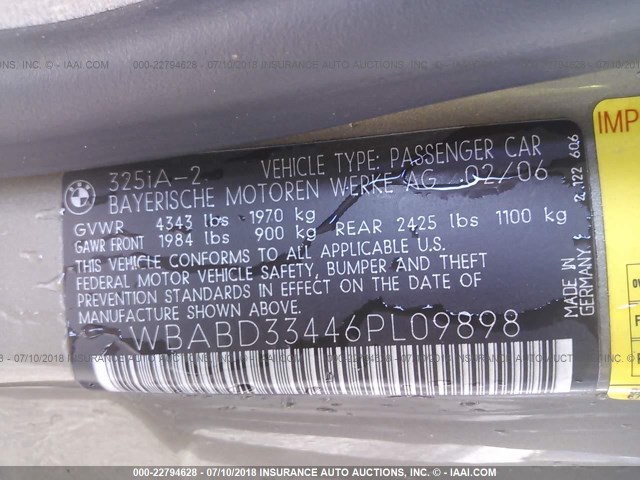 000-22794628 - 07/10/2018 INSURANCE AUTO AUCTIONS, INC. - © IAAI.COM
IMP
BMW
325iA-2 VEHICLE TYPE: PASSENGER CAR
BAYERISCHE MOTOREN WERKE AG 02/06
GVWR 4343 lbs 1970 kg
GAWR FRONT 1984 lbs 900 kg REAR 2425 lbs 1100 kg
THIS VEHICLE CONFORMS TO ALL APPLICABLE U.S.
FEDERAL MOTOR VEHICLE SAFETY, BUMPER AND THEFT
PREVENTION STANDARDS IN EFFECT ON THE DATE OF
MANUFACTURE SHOWN ABOVE.
WBABD33446PL09898
MADE IN
GERMANY
000-22794628 - 07/10/2018 INSURANCE AUTO AUCTIONS, INC. - © IAAI.COM